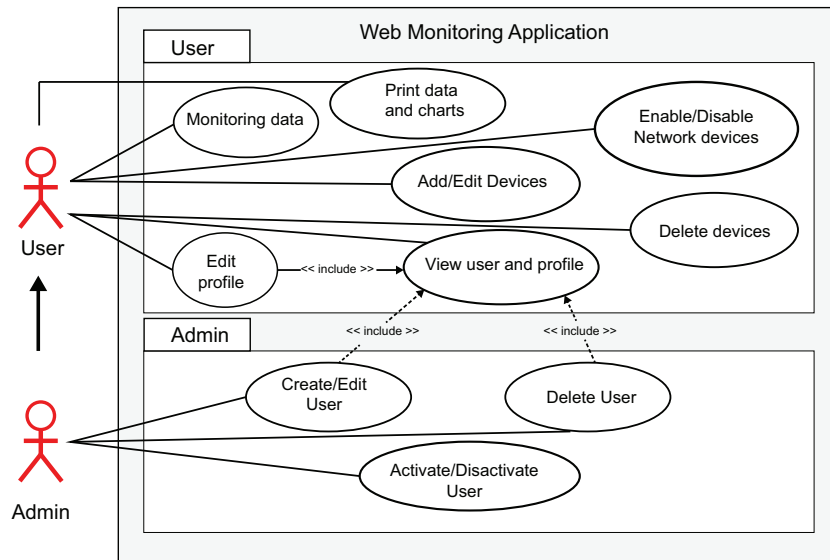 Web Monitoring Application
User
Print data
and charts
Monitoring data
Enable/Disable
Network devices
Add/Edit Devices
User
Delete devices
Edit
profile
<< include >>
View user and profile
<< include >>
<< include >>
Admin
Create/Edit
User
Delete User
Activate/Disactivate
User
Admin